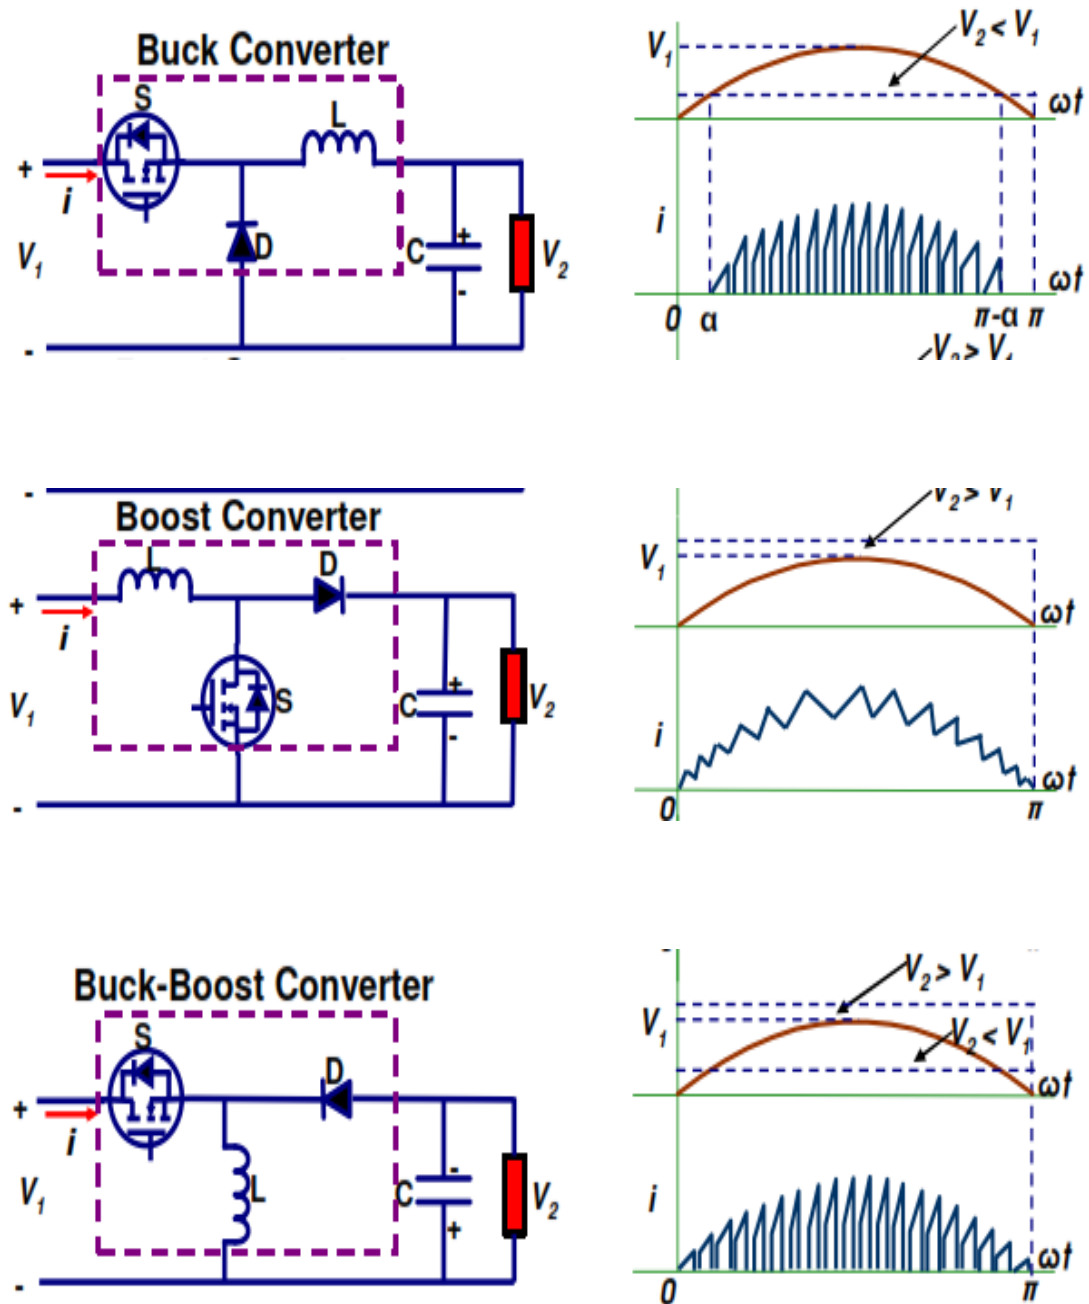 Buck Converter
S
L
+
i
V1
D
C
+
-
V2
-
V1
V2 < V1
ωt
i
ωt
0 α π-α π
V2 > V1
-
Boost Converter
L
D
+
i
V1
S
C
+
-
V2
-
V2 > V1
V1
ωt
i
ωt
0 π
Buck-Boost Converter
S
D
+
i
V1
L
C
-
+
V2
-
V2 > V1
V1
V2 < V1
ωt
i
ωt
0 π